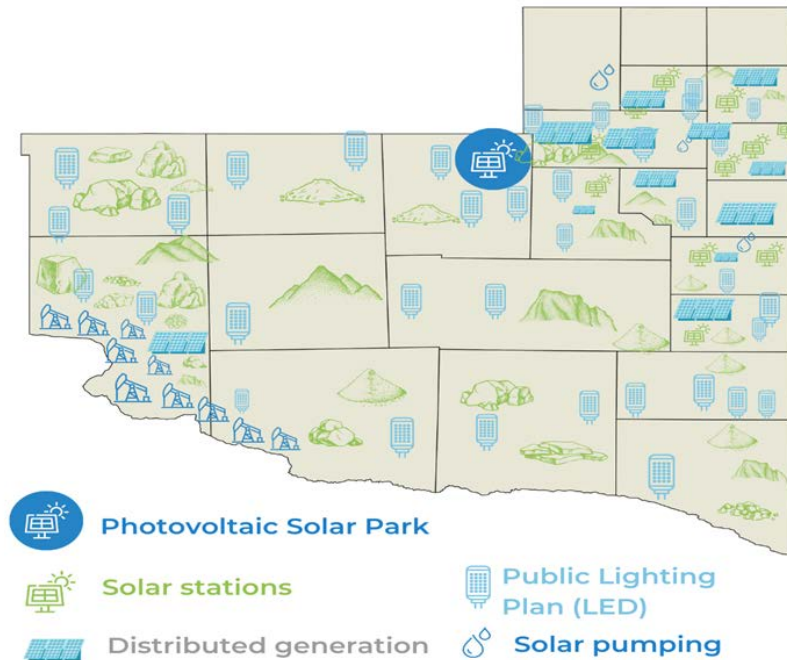 Photovoltaic Solar Park
Solar stations
Public Lighting
Plan (LED)
Distributed generation
Solar pumping